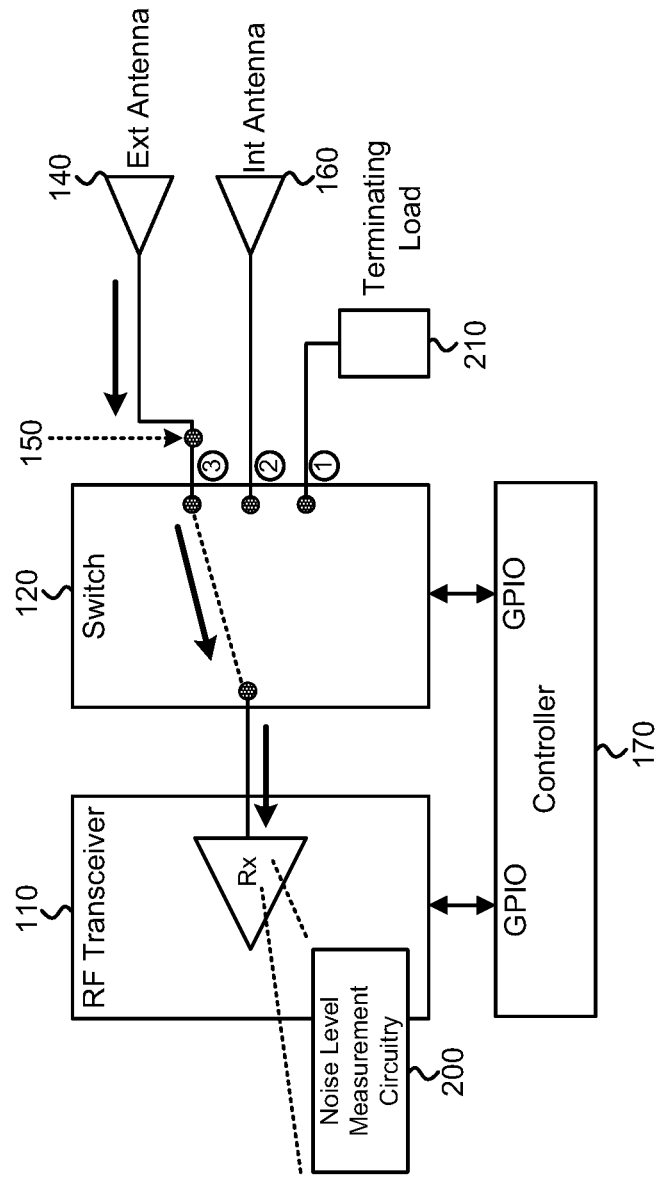 110
RF Transceiver
Rx
Noise Level
Measurement
Circuitry
200
120
Switch
150
3
2
1
140
Ext Antenna
Int Antenna
160
Terminating
Load
210
GPIO
GPIO
Controller
170